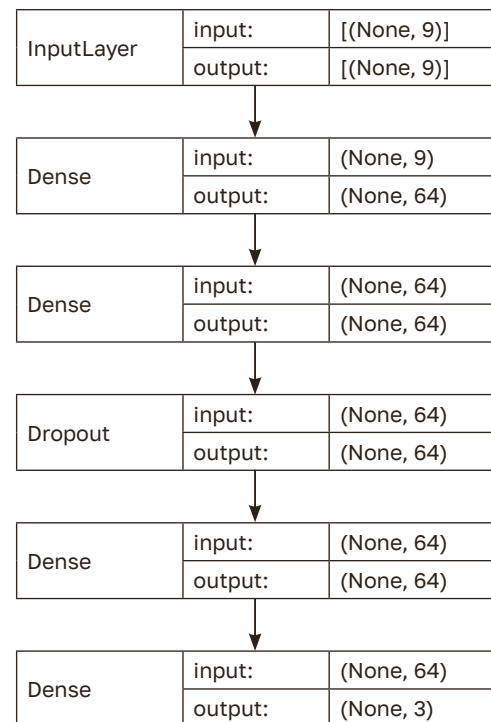 InputLayer
input: [(None, 9)]
output: [(None, 9)]
Dense
input: (None, 9)
output: (None, 64)
Dense
input: (None, 64)
output: (None, 64)
Dropout
input: (None, 64)
output: (None, 64)
Dense
input: (None, 64)
output: (None, 64)
Dense
input: (None, 64)
output: (None, 3)